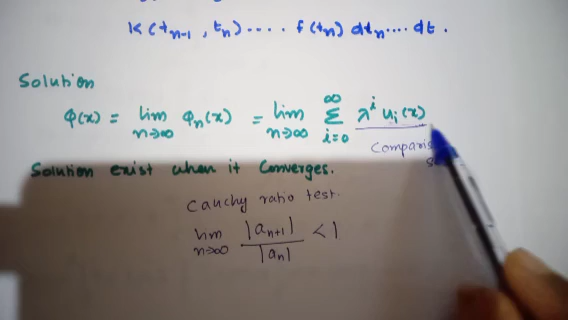 K(tₙ₋₁, tₙ).... f(tₙ) dtₙ....dt.
Solution
φ(x) = lim n→∞ φₙ(x) = lim n→∞ ∞ Σ i=0 λⁱ uᵢ(x)
Solution exist when it Converges.
Cauchy ratio test.
lim n→∞ |aₙ₊₁| / |aₙ| < 1